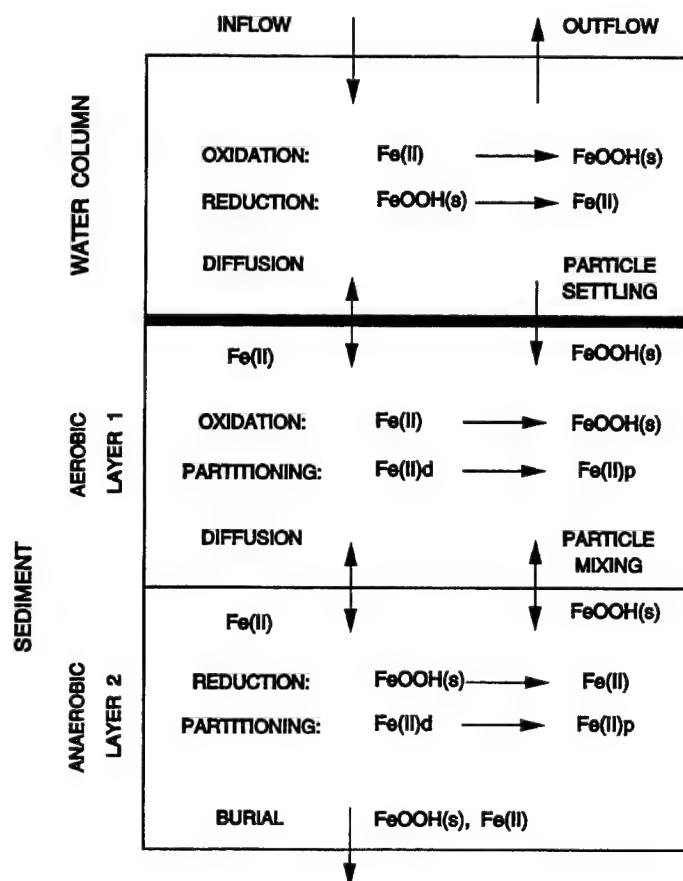 INFLOW OUTFLOW
WATER COLUMN
OXIDATION: Fe(II) FeOOH(s)
REDUCTION: FeOOH(s) Fe(II)
DIFFUSION PARTICLE
SETTLING
Fe(II) FeOOH(s)
SEDIMENT
AEROBIC
LAYER 1
OXIDATION: Fe(II) FeOOH(s)
PARTITIONING: Fe(II)d Fe(II)p
DIFFUSION PARTICLE
MIXING
Fe(II) FeOOH(s)
ANAEROBIC
LAYER 2
REDUCTION: FeOOH(s) Fe(II)
PARTITIONING: Fe(II)d Fe(II)p
BURIAL FeOOH(s), Fe(II)